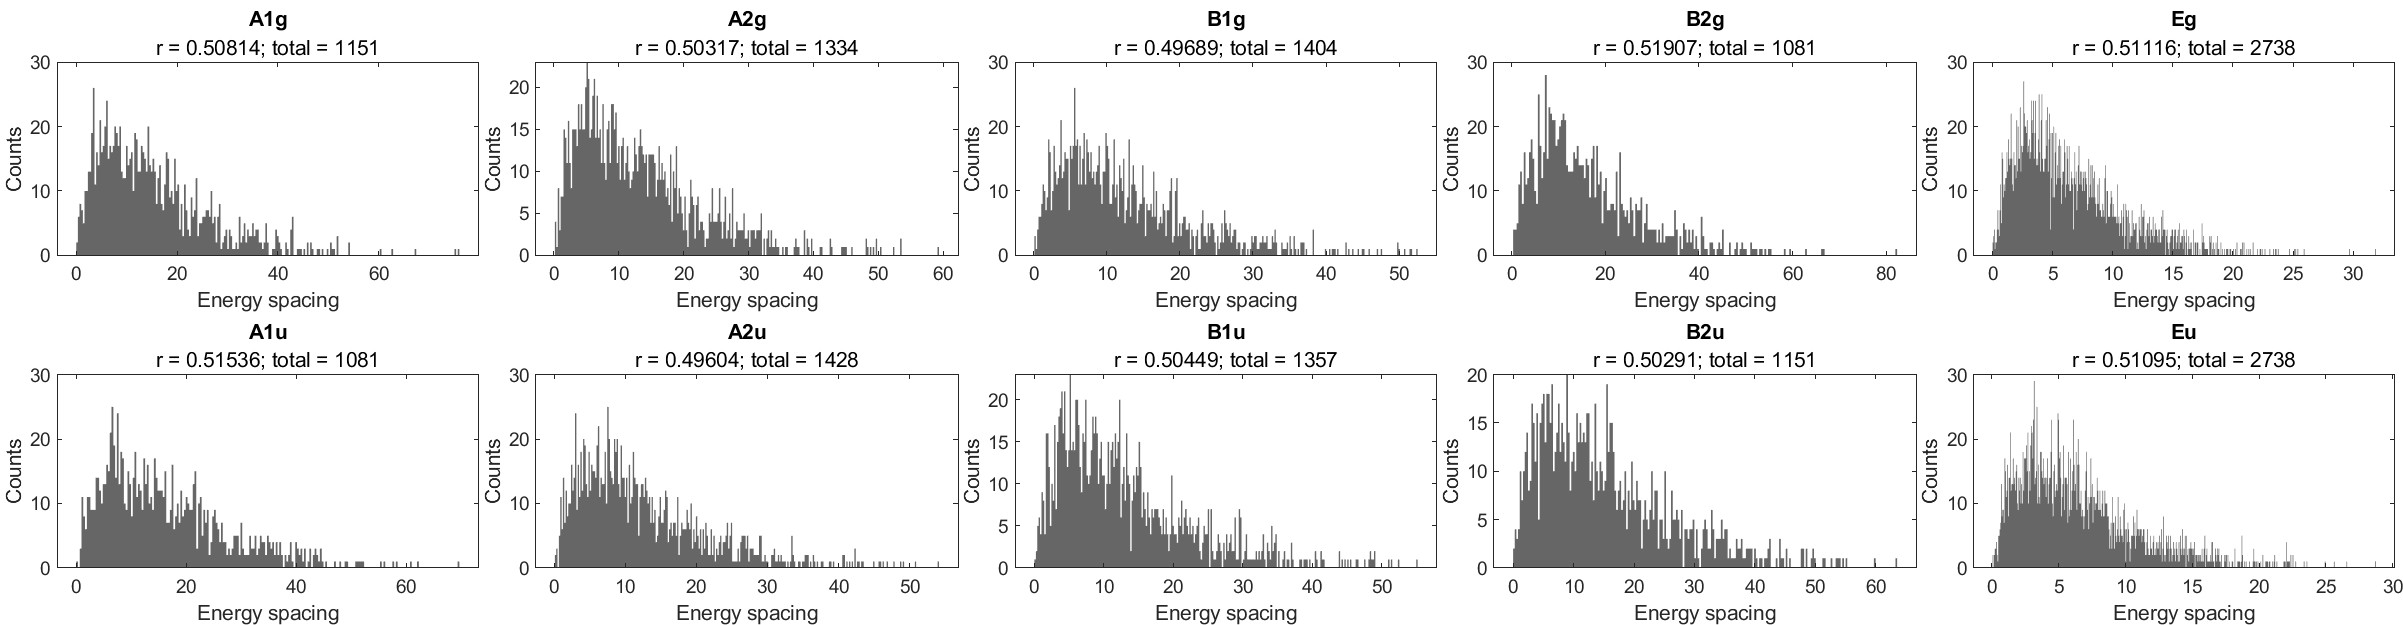 A1g
r = 0.50814; total = 1151
30
20
10
0
Counts
0 20 40 60
Energy spacing
A2g
r = 0.50317; total = 1334
20
15
10
5
0
Counts
0 10 20 30 40 50 60
Energy spacing
B1g
r = 0.49689; total = 1404
30
20
10
0
Counts
0 10 20 30 40 50
Energy spacing
B2g
r = 0.51907; total = 1081
30
20
10
0
Counts
0 20 40 60 80
Energy spacing
Eg
r = 0.51116; total = 2738
30
20
10
0
Counts
0 5 10 15 20 25 30
Energy spacing
A1u
r = 0.51536; total = 1081
30
20
10
0
Counts
0 20 40 60
Energy spacing
A2u
r = 0.49604; total = 1428
30
20
10
0
Counts
0 10 20 30 40 50
Energy spacing
B1u
r = 0.50449; total = 1357
20
15
10
5
0
Counts
0 10 20 30 40 50
Energy spacing
B2u
r = 0.50291; total = 1151
20
15
10
5
0
Counts
0 10 20 30 40 50 60
Energy spacing
Eu
r = 0.51095; total = 2738
30
20
10
0
Counts
0 5 10 15 20 25 30
Energy spacing